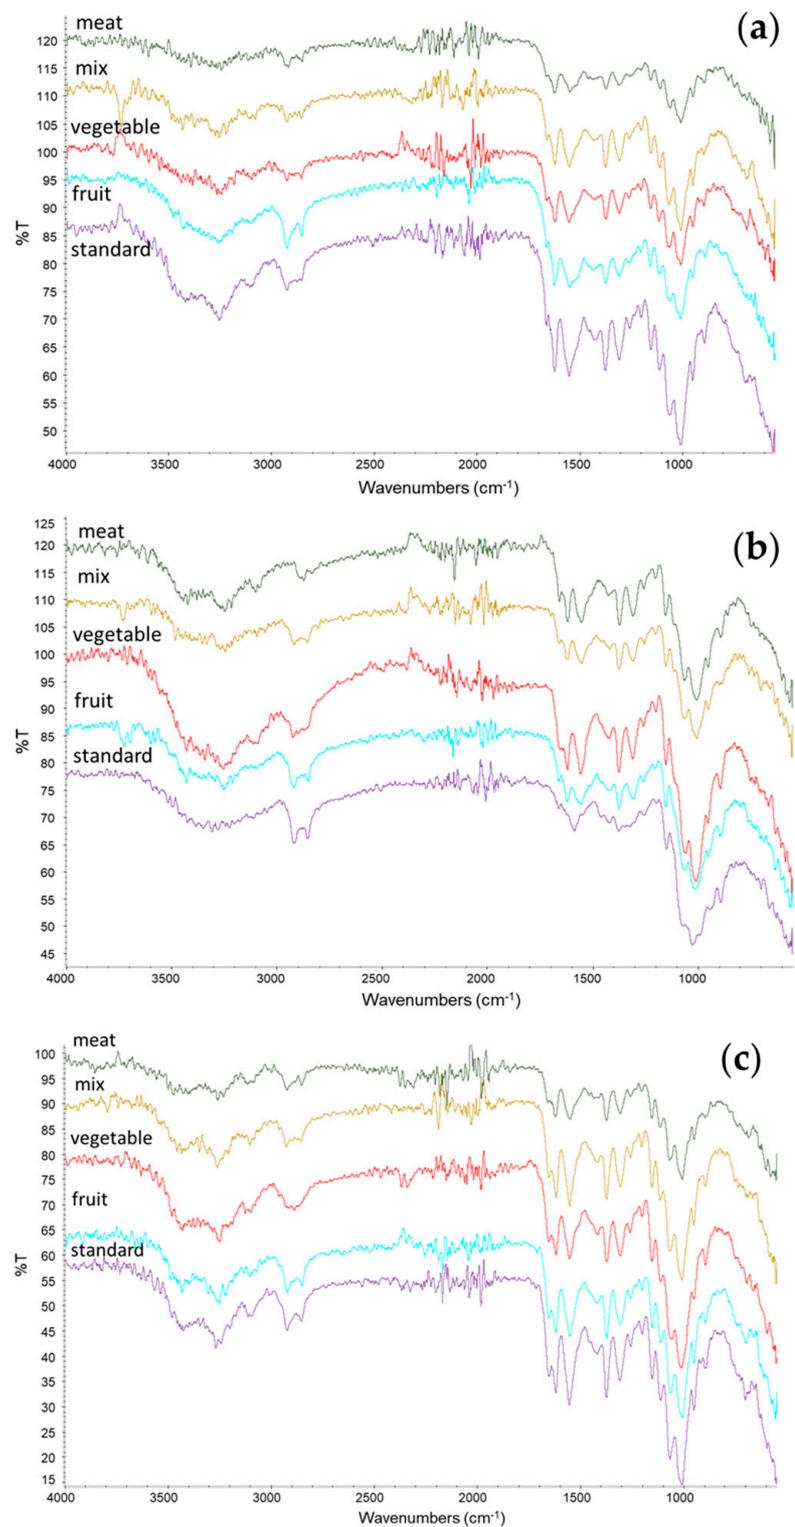 meat
(a)
120
mix
115
110
105
vegetable
100
95
fruit
90
85
standard
80
75
70
65
60
55
50
%T
4000 3500 3000 2500 2000 1500 1000
Wavenumbers (cm-1)
125
meat
(b)
120
115
mix
110
105
vegetable
100
95
fruit
90
85
standard
80
75
70
65
60
55
50
45
%T
4000 3500 3000 2500 2000 1500 1000
Wavenumbers (cm-1)
meat
(c)
100
95
mix
90
85
vegetable
80
75
fruit
70
65
standard
60
55
50
45
40
35
30
25
20
15
%T
4000 3500 3000 2500 2000 1500 1000
Wavenumbers (cm-1)